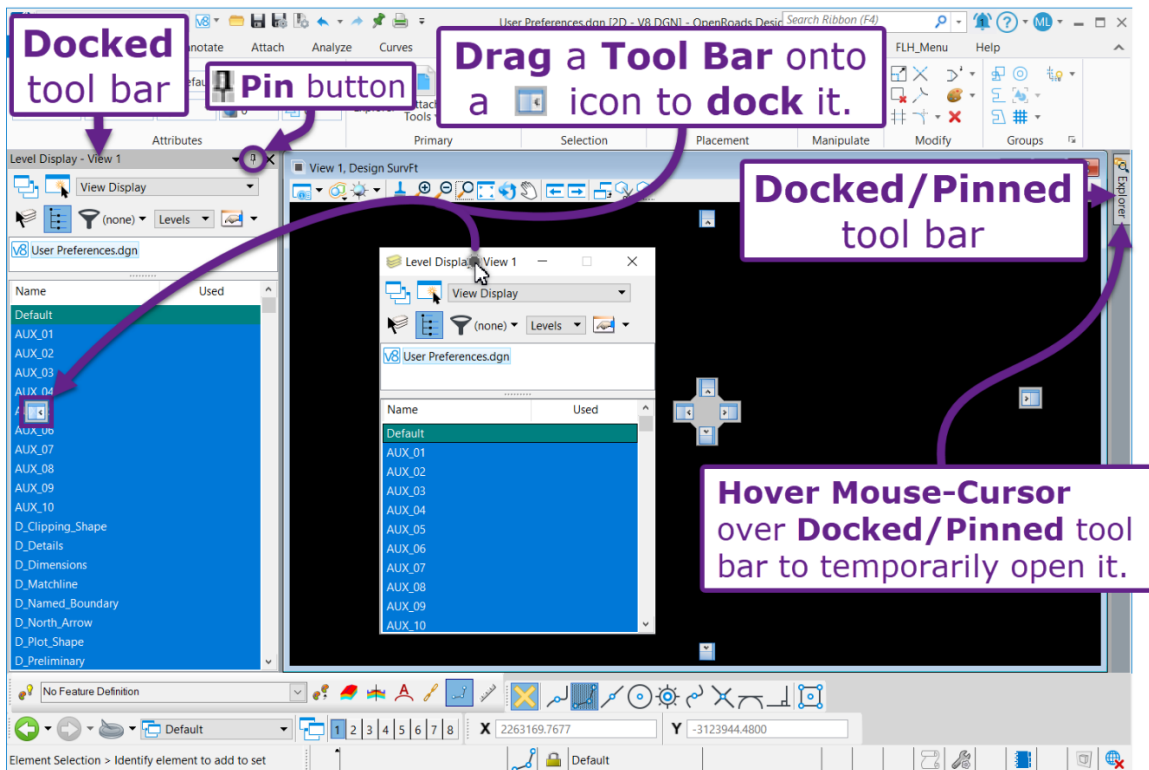 User Preferences.dgn [2D - V8 DGN] - OpenRoads Desic
Search Ribbon (F4)
ML
notate Attach Analyze Curves
FLH_Menu Help
Docked
tool bar
Pin button
Drag a Tool Bar onto
a icon to dock it.
Attributes Primary Selection Placement Manipulate Modify Groups
Tools
Level Display - View 1
View Display
(none) Levels
V8 User Preferences.dgn
Name Used
Default
AUX_01
AUX_02
AUX_03
AUX_04
AUX_06
AUX_07
AUX_08
AUX_09
AUX_10
D_Clipping_Shape
D_Details
D_Dimensions
D_Matchline
D_Named_Boundary
D_North_Arrow
D_Plot_Shape
D_Preliminary
View 1, Design SurvFt
Level Displa View 1
View Display
(none) Levels
V8 User Preferences.dgn
Name Used
Default
AUX_01
AUX_02
AUX_03
AUX_04
AUX_05
AUX_06
AUX_07
AUX_08
AUX_09
AUX_10
Docked/Pinned
tool bar
Explorer
Hover Mouse-Cursor
over Docked/Pinned tool
bar to temporarily open it.
No Feature Definition
Default 1 2 3 4 5 6 7 8 X 2263169.7677 Y -3123944.4800
Element Selection > Identify element to add to set Default